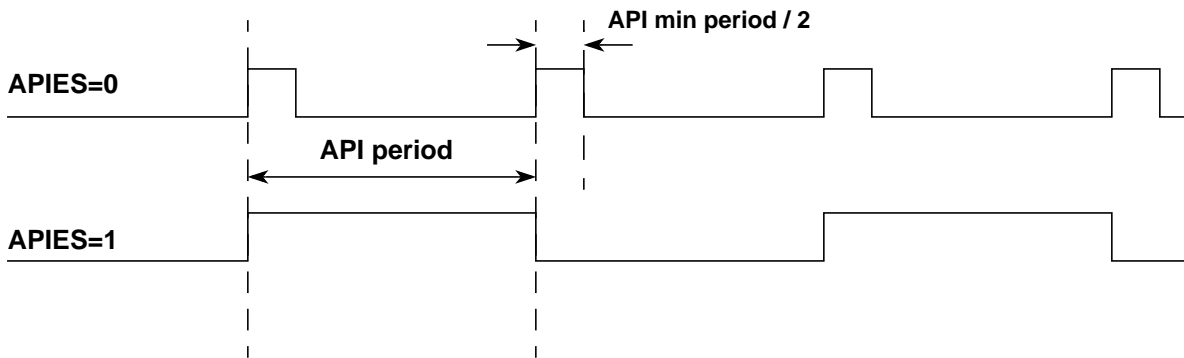 API min period / 2
APIES=0
API period
APIES=1